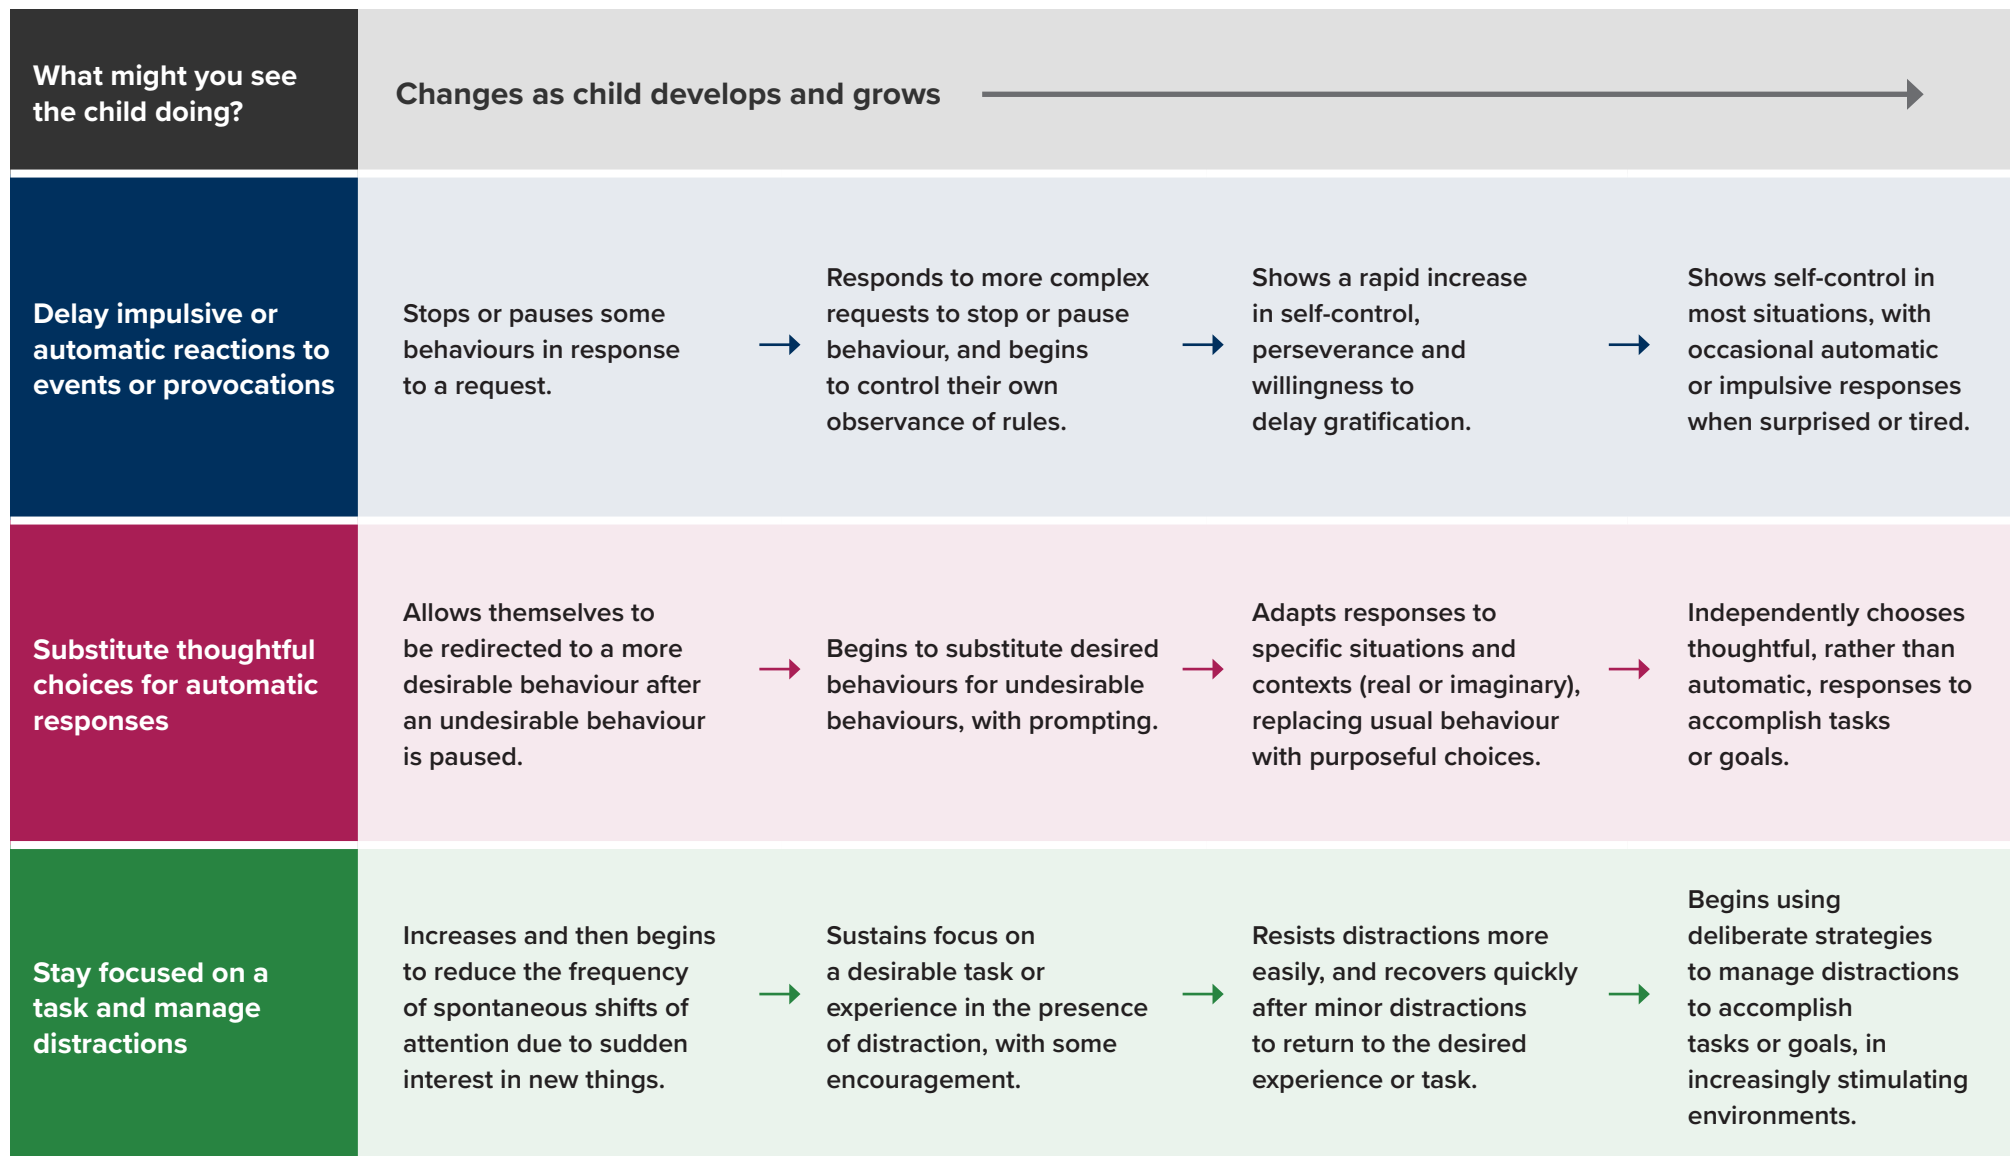 What might you see
the child doing?
Changes as child develops and grows
Delay impulsive or
automatic reactions to
events or provocations
Stops or pauses some
behaviours in response
to a request.
Responds to more complex
requests to stop or pause
behaviour, and begins
to control their own
observance of rules.
Shows a rapid increase
in self-control,
perseverance and
willingness to
delay gratification.
Shows self-control in
most situations, with
occasional automatic
or impulsive responses
when surprised or tired.
Substitute thoughtful
choices for automatic
responses
Allows themselves to
be redirected to a more
desirable behaviour after
an undesirable behaviour
is paused.
Begins to substitute desired
behaviours for undesirable
behaviours, with prompting.
Adapts responses to
specific situations and
contexts (real or imaginary),
replacing usual behaviour
with purposeful choices.
Independently chooses
thoughtful, rather than
automatic, responses to
accomplish tasks
or goals.
Stay focused on a
task and manage
distractions
Increases and then begins
to reduce the frequency
of spontaneous shifts of
attention due to sudden
interest in new things.
Sustains focus on
a desirable task or
experience in the presence
of distraction, with some
encouragement.
Resists distractions more
easily, and recovers quickly
after minor distractions
to return to the desired
experience or task.
Begins using
deliberate strategies
to manage distractions
to accomplish
tasks or goals, in
increasingly stimulating
environments.